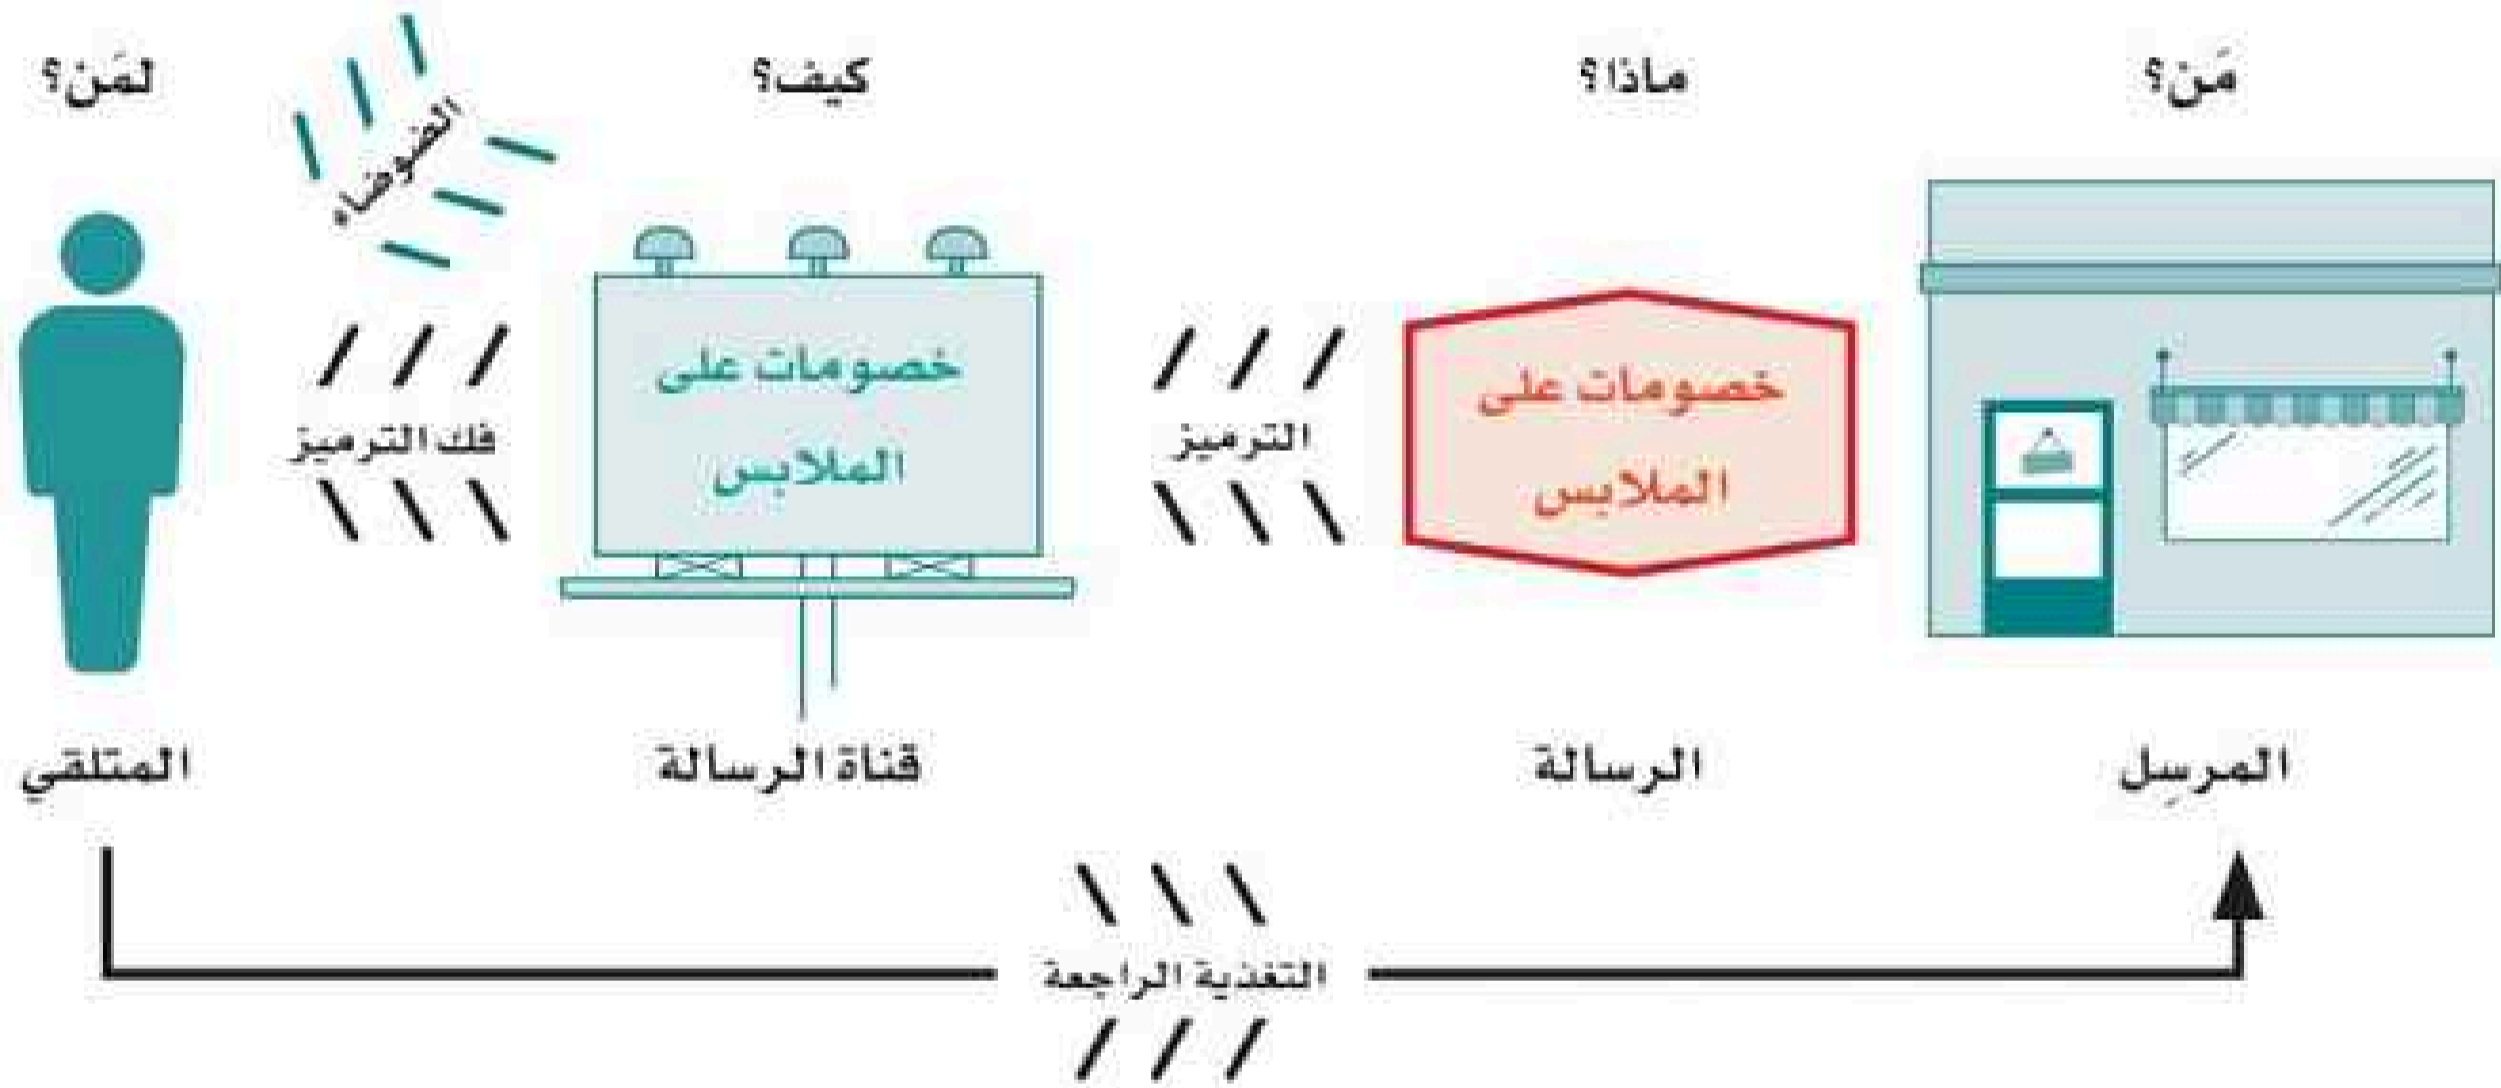 مَن؟
ماذا؟
كيف؟
لمَن؟
الضوضاء
خصومات على
الملابس
الترميز
خصومات على
الملابس
فك الترميز
المرسِل
الرسالة
قناة الرسالة
المتلقي
التغذية الراجعة